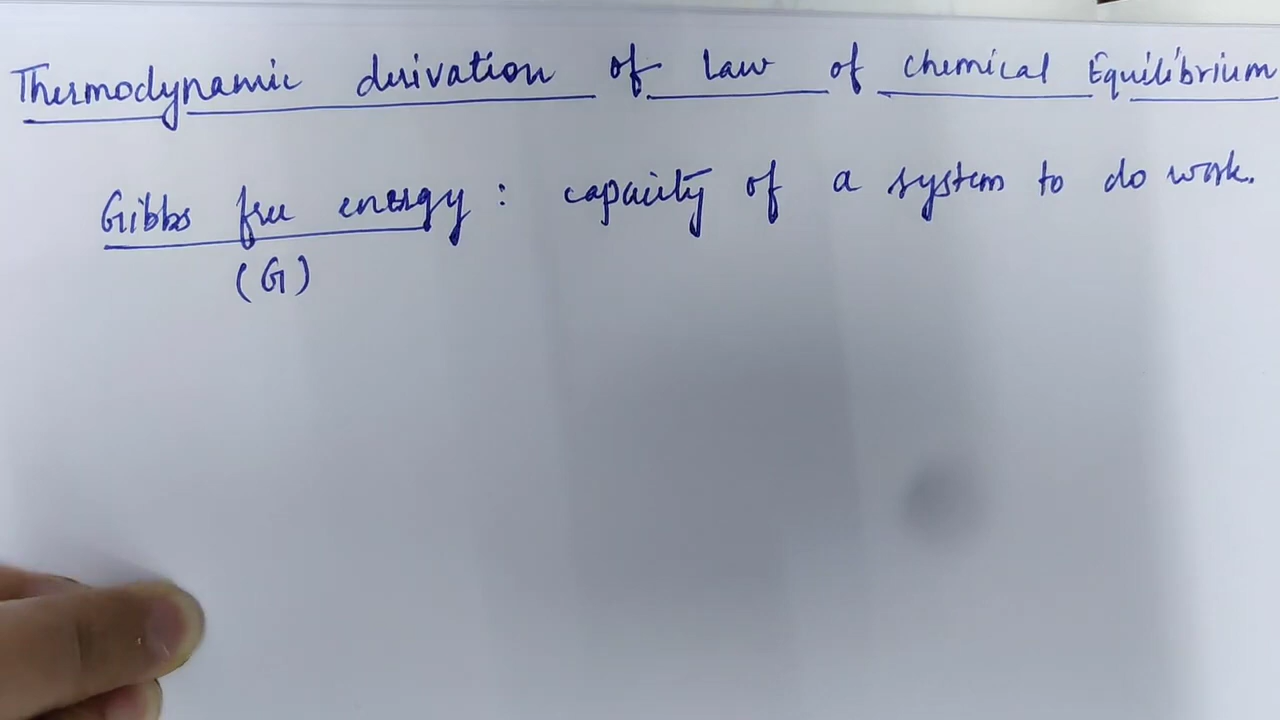 Thermodynamic derivation of Law of chemical Equilibrium
Gibbs free energy : capacity of a system to do work.
(G)